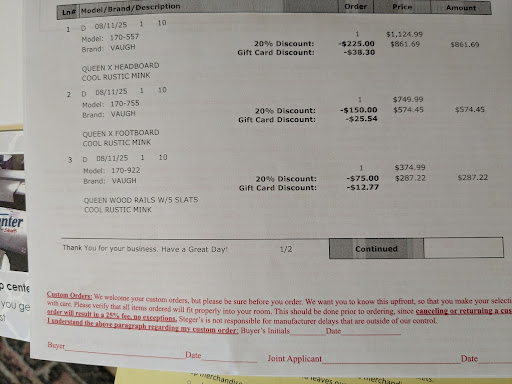 Ln# Model/Brand/Description Order Price Amount
1 D 08/11/25 1 10 1 $1,124.99
Model: 170-557 20% Discount: -$225.00 $861.69 $861.69
Brand: VAUGH Gift Card Discount: -$38.30
QUEEN X HEADBOARD
COOL RUSTIC MINK
2 D 08/11/25 1 10 1 $749.99
Model: 170-755 20% Discount: -$150.00 $574.45 $574.45
Brand: VAUGH Gift Card Discount: -$25.54
QUEEN X FOOTBOARD
COOL RUSTIC MINK
3 D 08/11/25 1 10 1 $374.99
Model: 170-922 20% Discount: -$75.00 $287.22 $287.22
Brand: VAUGH Gift Card Discount: -$12.77
QUEEN WOOD RAILS W/5 SLATS
COOL RUSTIC MINK
Thank You for your business. Have a Great Day! 1/2 Continued
Custom Orders: We welcome your custom orders, but please be sure before you order. We want you to know this upfront, so that you make your selecti
with care. Please verify that all items ordered will fit properly into your room. This should be done prior to ordering, since canceling or returning a cus
order will result in a 25% fee, no exceptions. Steger's is not responsible for manufacturer delays that are outside of our control.
I understand the above paragraph regarding my custom order: Buyer's Initials Date
Buyer Date Joint Applicant Date
nter
p cente
you ge
s!
merchandise
leaves
merchandi